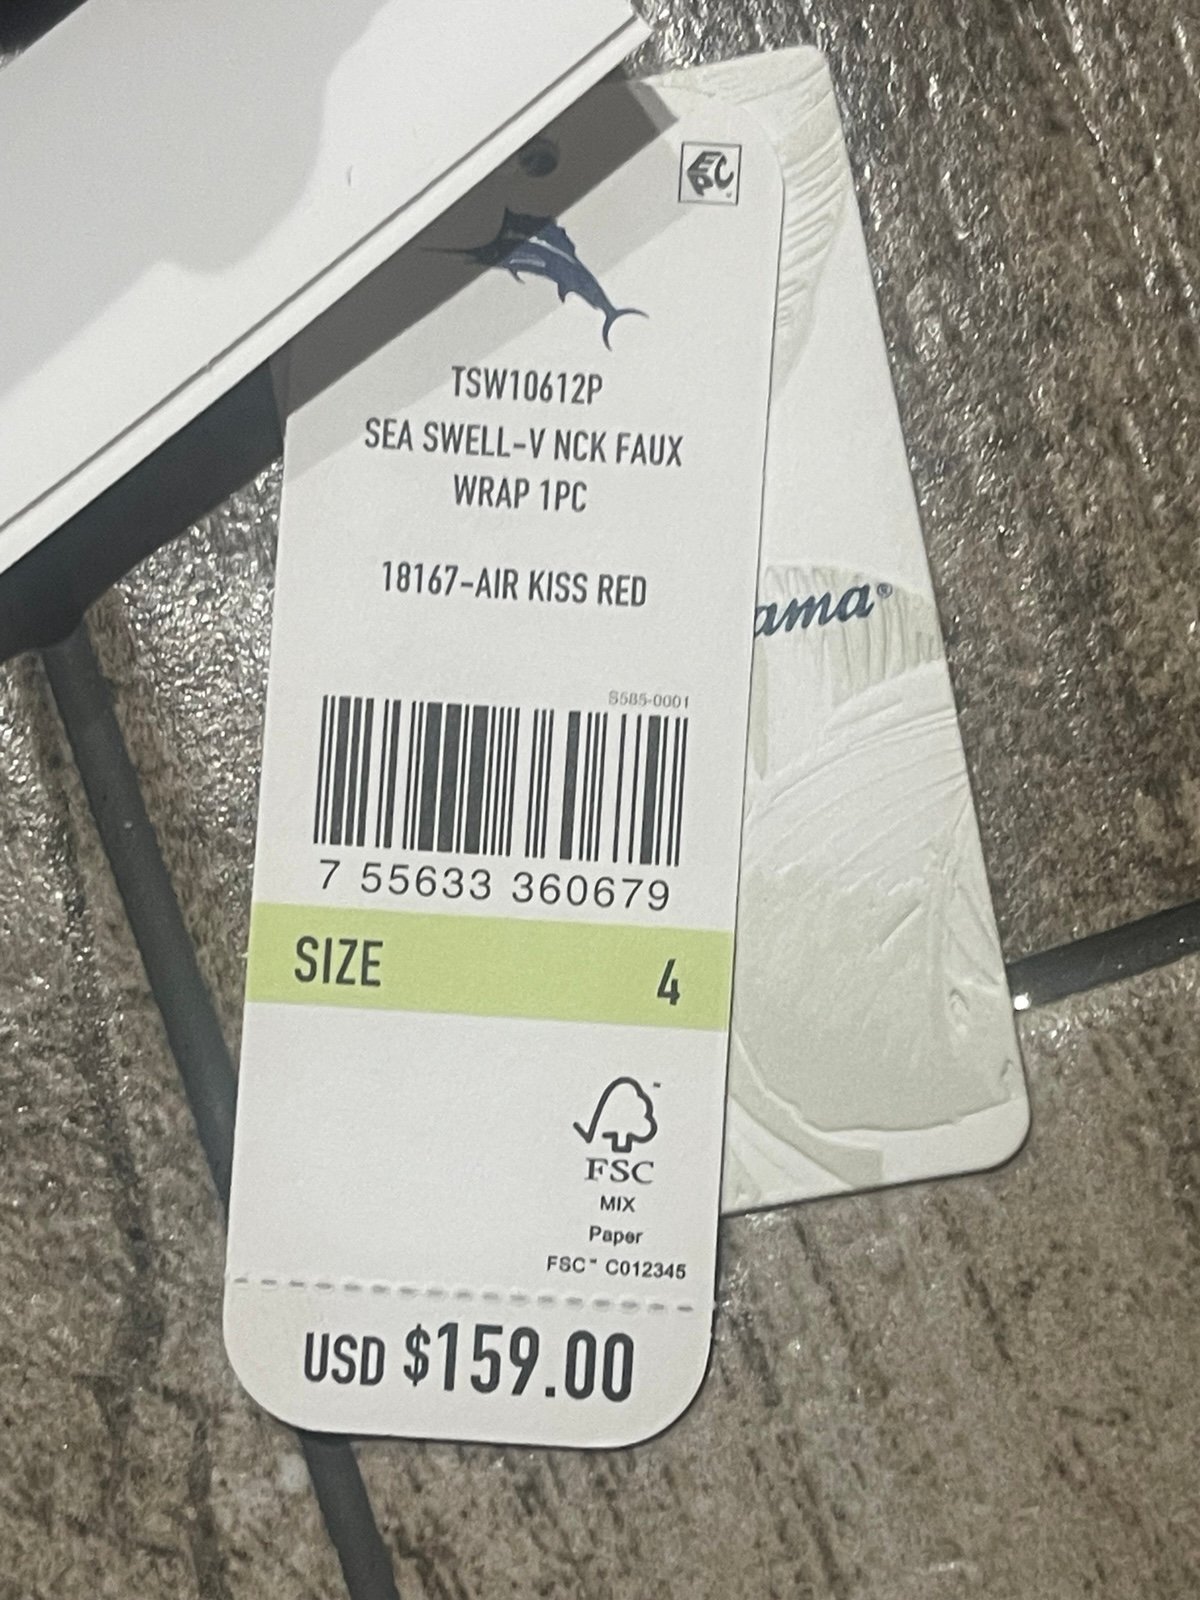 EPC
TSW10612P
SEA SWELL-V NCK FAUX
WRAP 1PC
18167-AIR KISS RED
ama®
S585-0001
7 55633 360679
SIZE 4
FSC
MIX
Paper
FSC™ C012345
USD $159.00